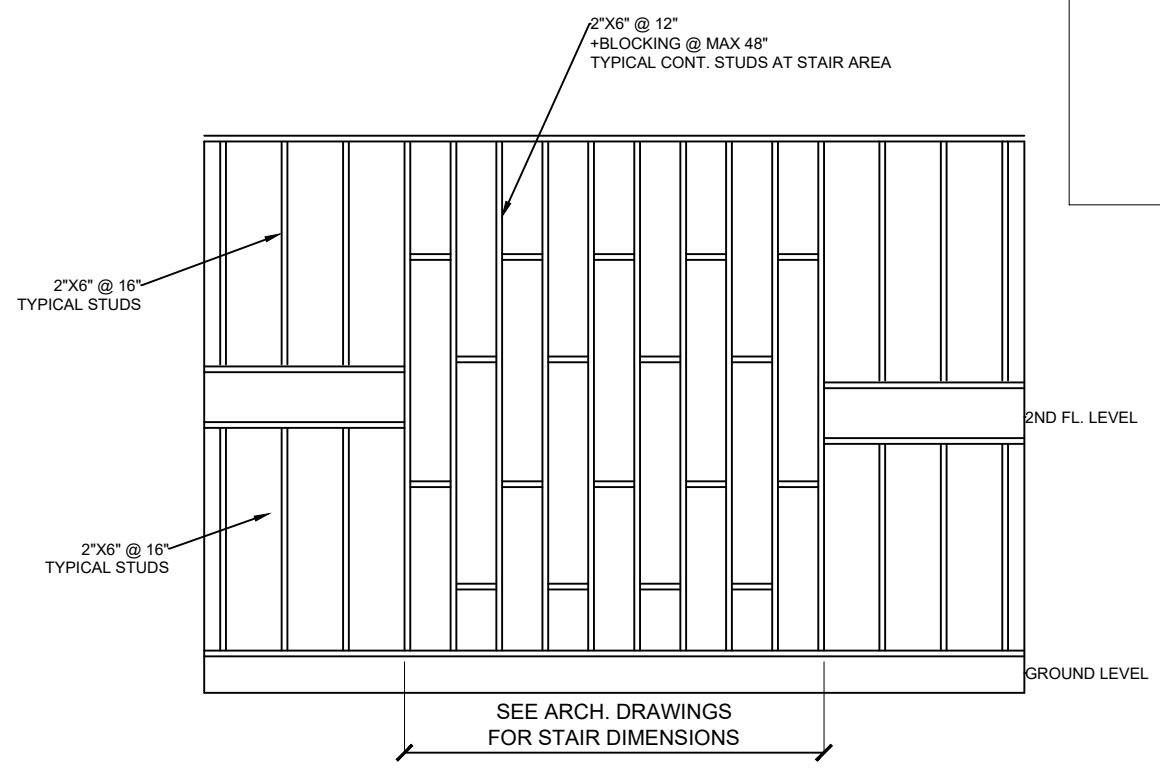 2"X6" @ 12"
+BLOCKING @ MAX 48"
TYPICAL CONT. STUDS AT STAIR AREA
2"X6" @ 16"
TYPICAL STUDS
2ND FL. LEVEL
2"X6" @ 16"
TYPICAL STUDS
GROUND LEVEL
SEE ARCH. DRAWINGS
FOR STAIR DIMENSIONS